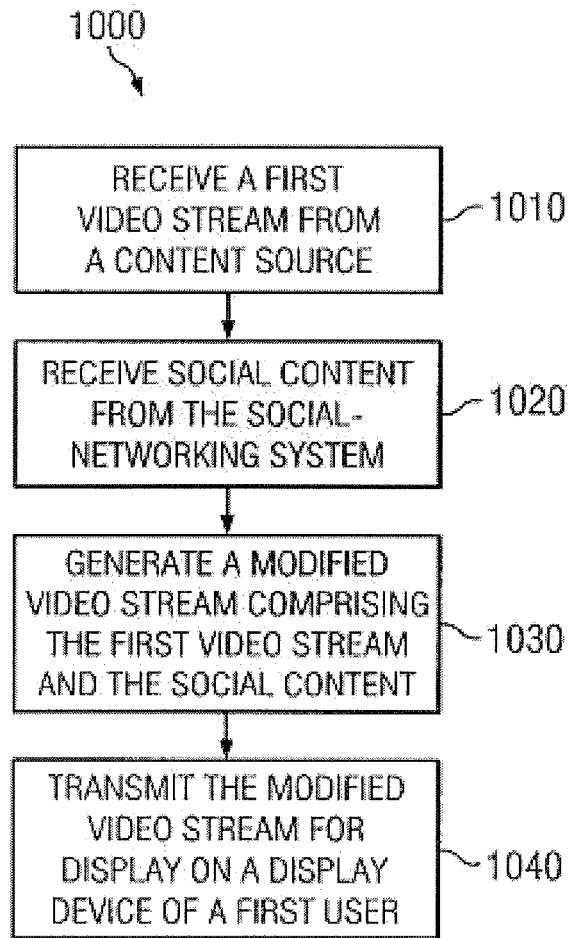 1000
RECEIVE A FIRST
VIDEO STREAM FROM
A CONTENT SOURCE
1010
RECEIVE SOCIAL CONTENT
FROM THE SOCIAL-
NETWORKING SYSTEM
1020
GENERATE A MODIFIED
VIDEO STREAM COMPRISING
THE FIRST VIDEO STREAM
AND THE SOCIAL CONTENT
1030
TRANSMIT THE MODIFIED
VIDEO STREAM FOR
DISPLAY ON A DISPLAY
DEVICE OF A FIRST USER
1040